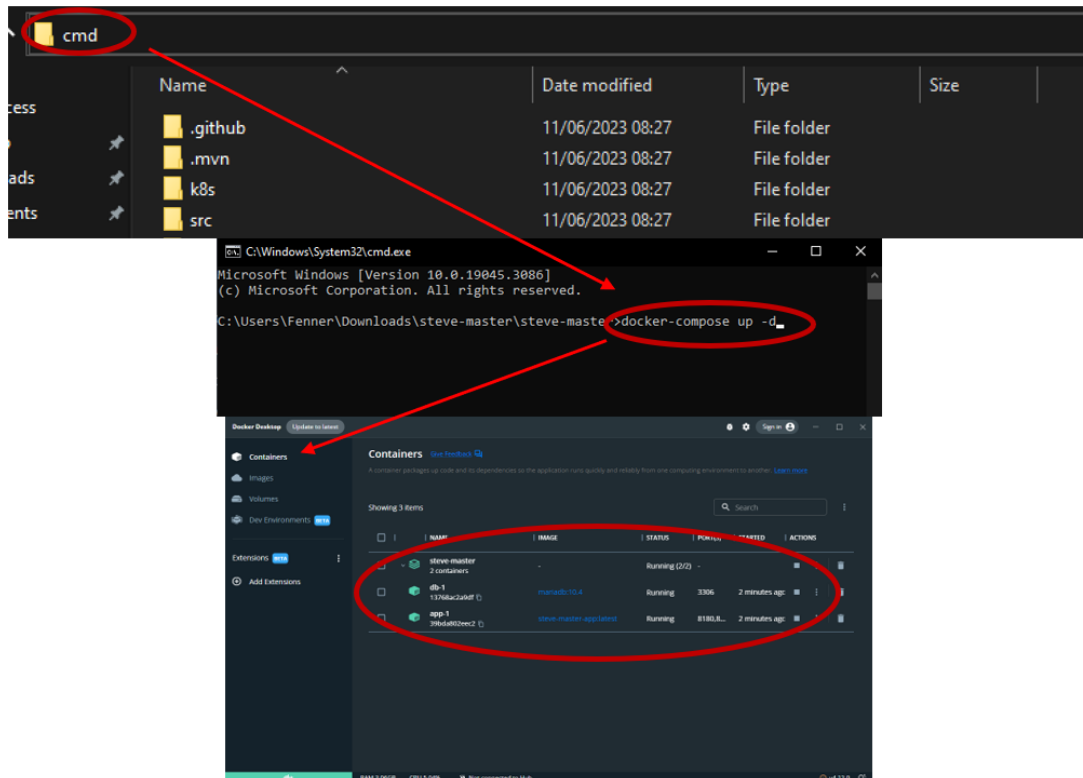 cmd
Name Date modified Type Size
cess
.github 11/06/2023 08:27 File folder
.mvn 11/06/2023 08:27 File folder
ads
k8s 11/06/2023 08:27 File folder
ents
src 11/06/2023 08:27 File folder
C:\Windows\System32\cmd.exe
Microsoft Windows [Version 10.0.19045.3086]
(c) Microsoft Corporation. All rights reserved.
C:\Users\Fenner\Downloads\steve-master\steve-master>docker-compose up -d
Docker Desktop Update to latest Sign in
Containers
Images
Volumes
Dev Environments BETA
Extensions BETA
Add Extensions
Containers Give Feedback
A container packages up code and its dependencies so the application runs quickly and reliably from one computing environment to another. Learn more
Showing 3 items
Search
NAME IMAGE STATUS PORT(S) STARTED ACTIONS
steve-master - Running (2/2) -
2 containers
db-1 mariadb:10.4 Running 3306 2 minutes ago
13768ac2a9df
app-1 steve-master-app:latest Running 8180,8... 2 minutes ago
39bda802eec2
Not connected to Hub